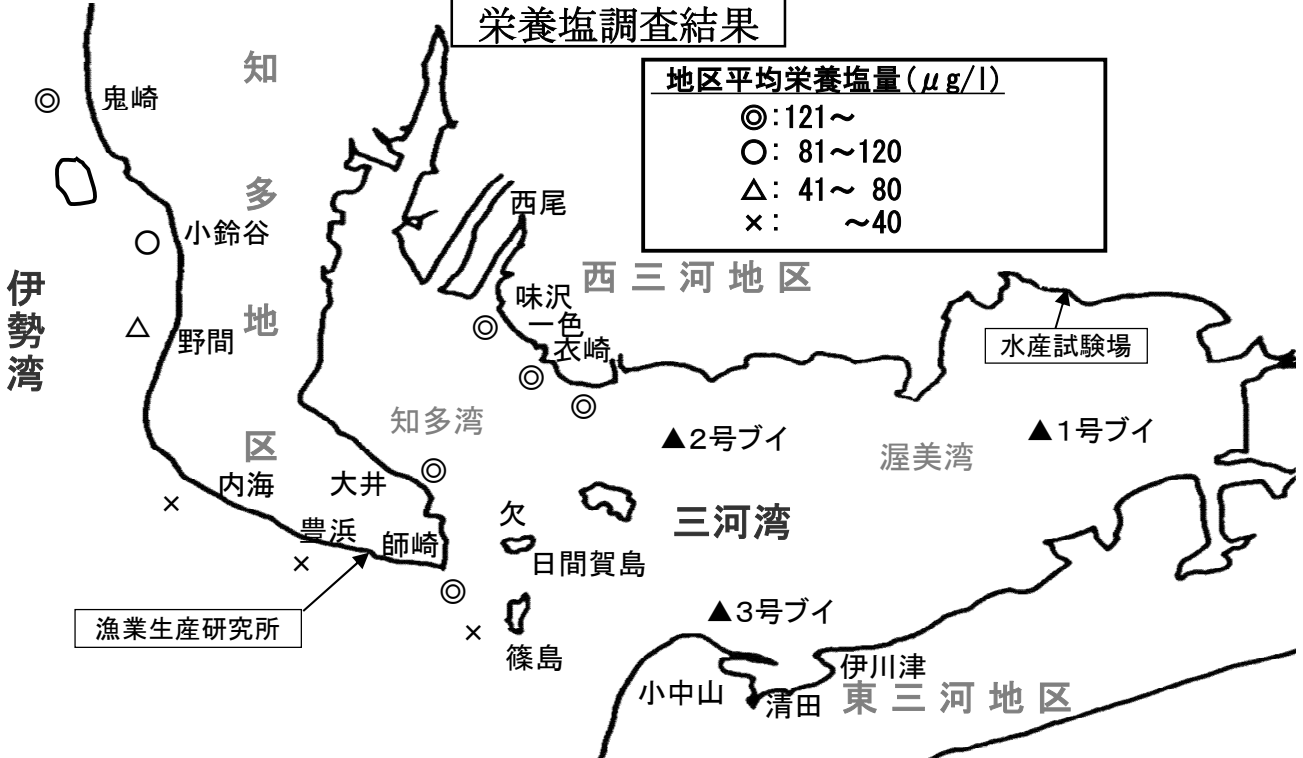 栄養塩調査結果
地区平均栄養塩量(μg/l)
◎:121～
○: 81～120
△: 41～ 80
×: ～40
知多地区
鬼崎
小鈴谷
野間
伊勢湾
西尾
味沢
一色
衣崎
西三河地区
水産試験場
知多湾
▲2号ブイ
▲1号ブイ
渥美湾
内海
大井
豊浜
師崎
欠
日間賀島
三河湾
漁業生産研究所
篠島
▲3号ブイ
小中山
清田
伊川津
東三河地区